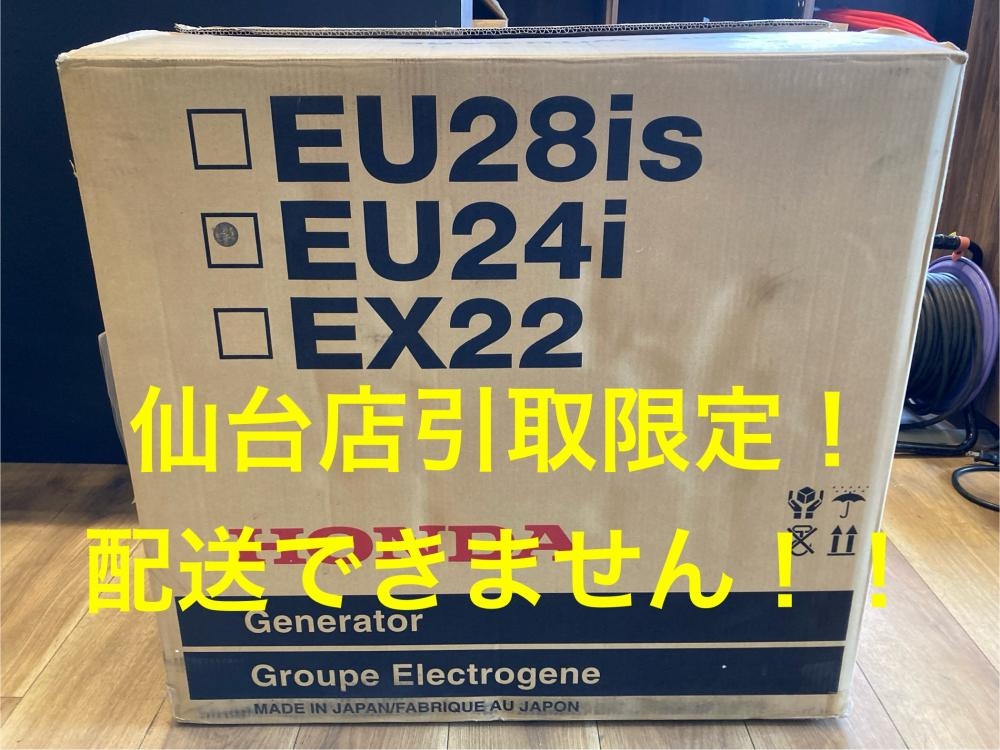 EU28is
EU24i
EX22
仙台店引取限定！
HONDA
配送できません！！
Generator
Groupe Electrogene
MADE IN JAPAN/FABRIQUE AU JAPON